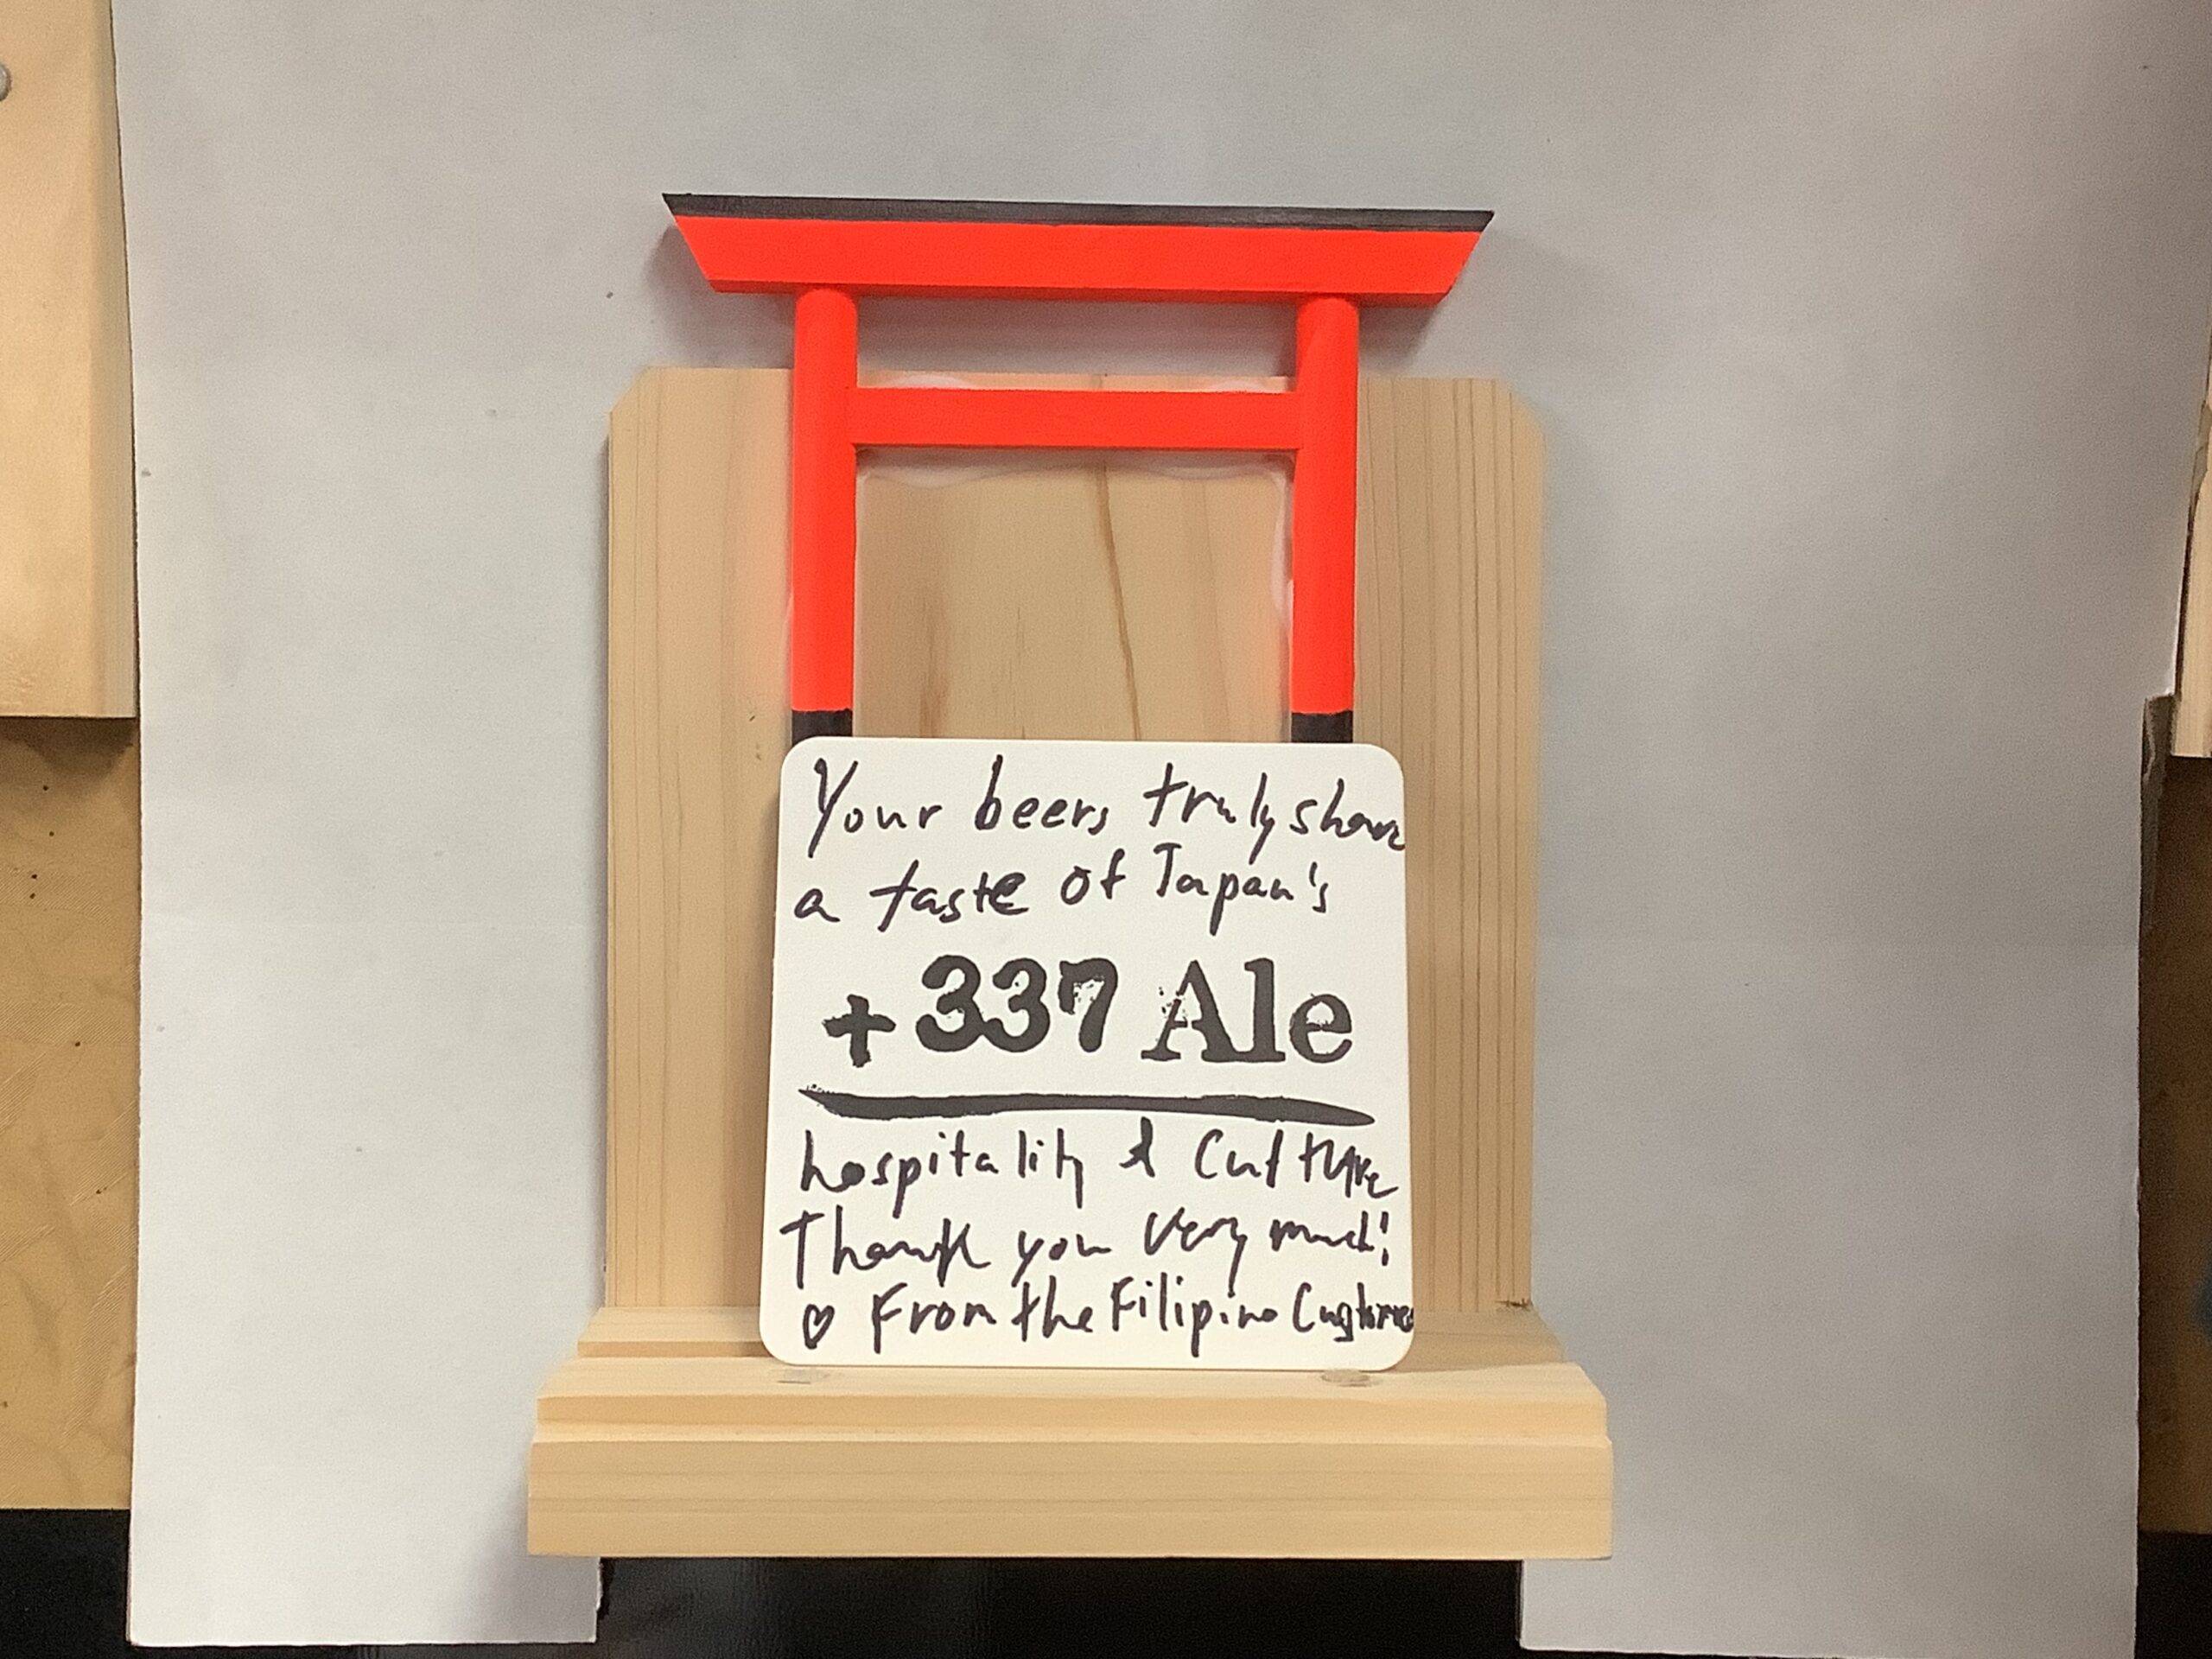 Your beers truly share
a taste of Japan's
+337 Ale
hospitality & Culture
Thank you very much!
♡ From the Filipino Customer